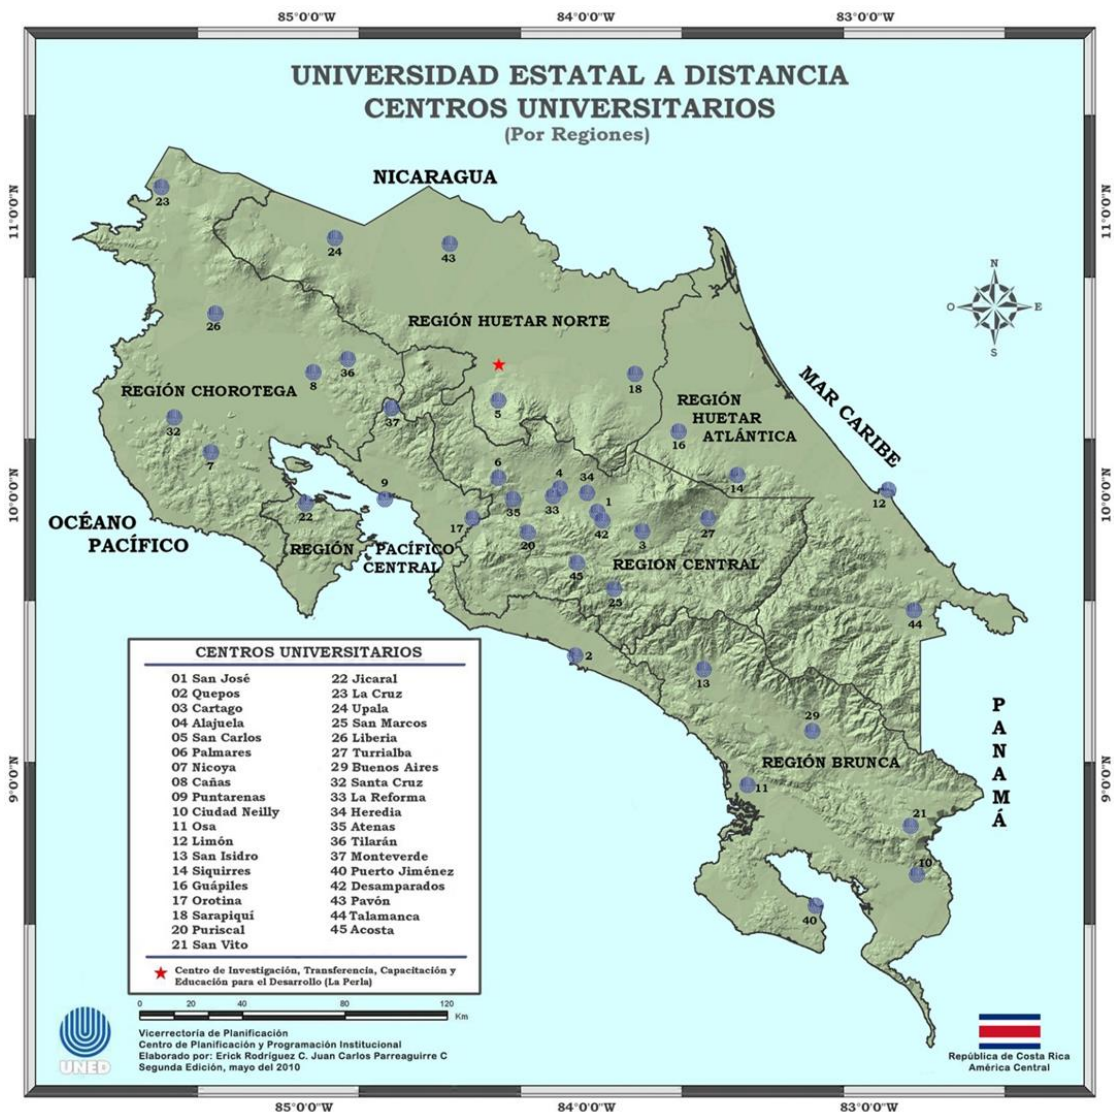 85°0'0"W 84°0'0"W 83°0'0"W
UNIVERSIDAD ESTATAL A DISTANCIA
CENTROS UNIVERSITARIOS
(Por Regiones)
NICARAGUA
11°0'0"N
11°0'0"N
23
24
43
N
O
E
S
26
REGIÓN HUETAR NORTE
36
8
18
REGIÓN CHOROTEGA
5
REGIÓN
HUETAR
ATLÁNTICA
MAR CARIBE
37
32
16
7
6
4
34
9
14
12
10°0'0"N
10°0'0"N
22
35
33
1
17
42
27
OCÉANO
PACÍFICO
20
3
REGIÓN PACÍFICO
CENTRAL
REGIÓN CENTRAL
45
25
44
2
13
29
PANAMÁ
9°0'0"N
9°0'0"N
REGIÓN BRUNCA
11
21
10
40
CENTROS UNIVERSITARIOS
01 San José
02 Quepos
03 Cartago
04 Alajuela
05 San Carlos
06 Palmares
07 Nicoya
08 Cañas
09 Puntarenas
10 Ciudad Neilly
11 Osa
12 Limón
13 San Isidro
14 Siquirres
16 Guápiles
17 Orotina
18 Sarapiquí
20 Puriscal
21 San Vito
22 Jicaral
23 La Cruz
24 Upala
25 San Marcos
26 Liberia
27 Turrialba
29 Buenos Aires
32 Santa Cruz
33 La Reforma
34 Heredia
35 Atenas
36 Tilarán
37 Monteverde
40 Puerto Jiménez
42 Desamparados
43 Pavón
44 Talamanca
45 Acosta
Centro de Investigación, Transferencia, Capacitación y
Educación para el Desarrollo (La Perla)
0 20 40 80 120
Km
UNED
Vicerrectoría de Planificación
Centro de Planificación y Programación Institucional
Elaborado por: Erick Rodríguez C. Juan Carlos Parreaguirre C
Segunda Edición, mayo del 2010
República de Costa Rica
América Central
85°0'0"W 84°0'0"W 83°0'0"W